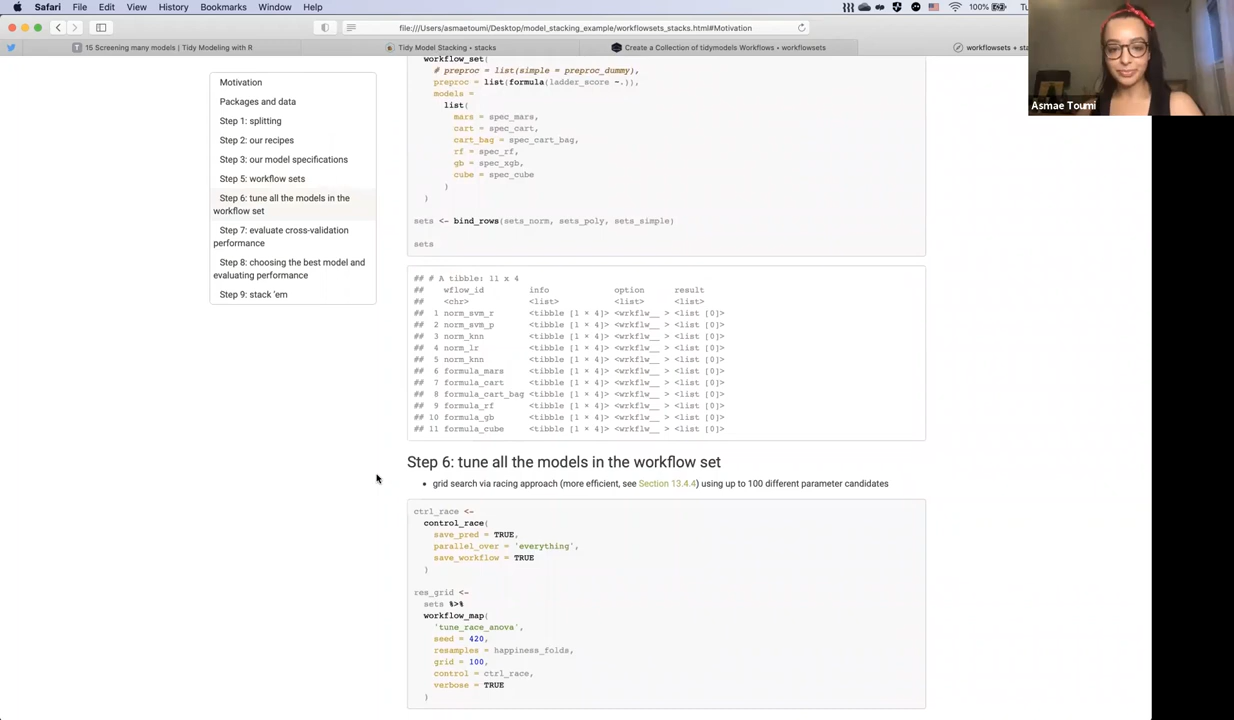 Safari File Edit View History Bookmarks Window Help 100% Tu
file:///Users/asmaetoumi/Desktop/model_stacking_example/workflowsets_stacks.html#Motivation
15 Screening many models | Tidy Modeling with R
Tidy Model Stacking • stacks
Create a Collection of tidymodels Workflows • workflowsets
workflowsets + sta
Asmae Toumi
Motivation
Packages and data
Step 1: splitting
Step 2: our recipes
Step 3: our model specifications
Step 5: workflow sets
Step 6: tune all the models in the
workflow set
Step 7: evaluate cross-validation
performance
Step 8: choosing the best model and
evaluating performance
Step 9: stack 'em
workflow_set(
# preproc = list(simple = preproc_dummy),
preproc = list(formula(ladder_score ~.)),
models =
list(
mars = spec_mars,
cart = spec_cart,
cart_bag = spec_cart_bag,
rf = spec_rf,
gb = spec_xgb,
cube = spec_cube
)
)
sets <- bind_rows(sets_norm, sets_poly, sets_simple)
sets
## # A tibble: 11 x 4
## wflow_id info option result
## <chr> <list> <list> <list>
## 1 norm_svm_r <tibble [1 × 4]> <wrkflw__ > <list [0]>
## 2 norm_svm_p <tibble [1 × 4]> <wrkflw__ > <list [0]>
## 3 norm_knn <tibble [1 × 4]> <wrkflw__ > <list [0]>
## 4 norm_lr <tibble [1 × 4]> <wrkflw__ > <list [0]>
## 5 norm_knn <tibble [1 × 4]> <wrkflw__ > <list [0]>
## 6 formula_mars <tibble [1 × 4]> <wrkflw__ > <list [0]>
## 7 formula_cart <tibble [1 × 4]> <wrkflw__ > <list [0]>
## 8 formula_cart_bag <tibble [1 × 4]> <wrkflw__ > <list [0]>
## 9 formula_rf <tibble [1 × 4]> <wrkflw__ > <list [0]>
## 10 formula_gb <tibble [1 × 4]> <wrkflw__ > <list [0]>
## 11 formula_cube <tibble [1 × 4]> <wrkflw__ > <list [0]>
Step 6: tune all the models in the workflow set
• grid search via racing approach (more efficient, see Section 13.4.4) using up to 100 different parameter candidates
ctrl_race <-
control_race(
save_pred = TRUE,
parallel_over = 'everything',
save_workflow = TRUE
)
res_grid <-
sets %>%
workflow_map(
'tune_race_anova',
seed = 420,
resamples = happiness_folds,
grid = 100,
control = ctrl_race,
verbose = TRUE
)